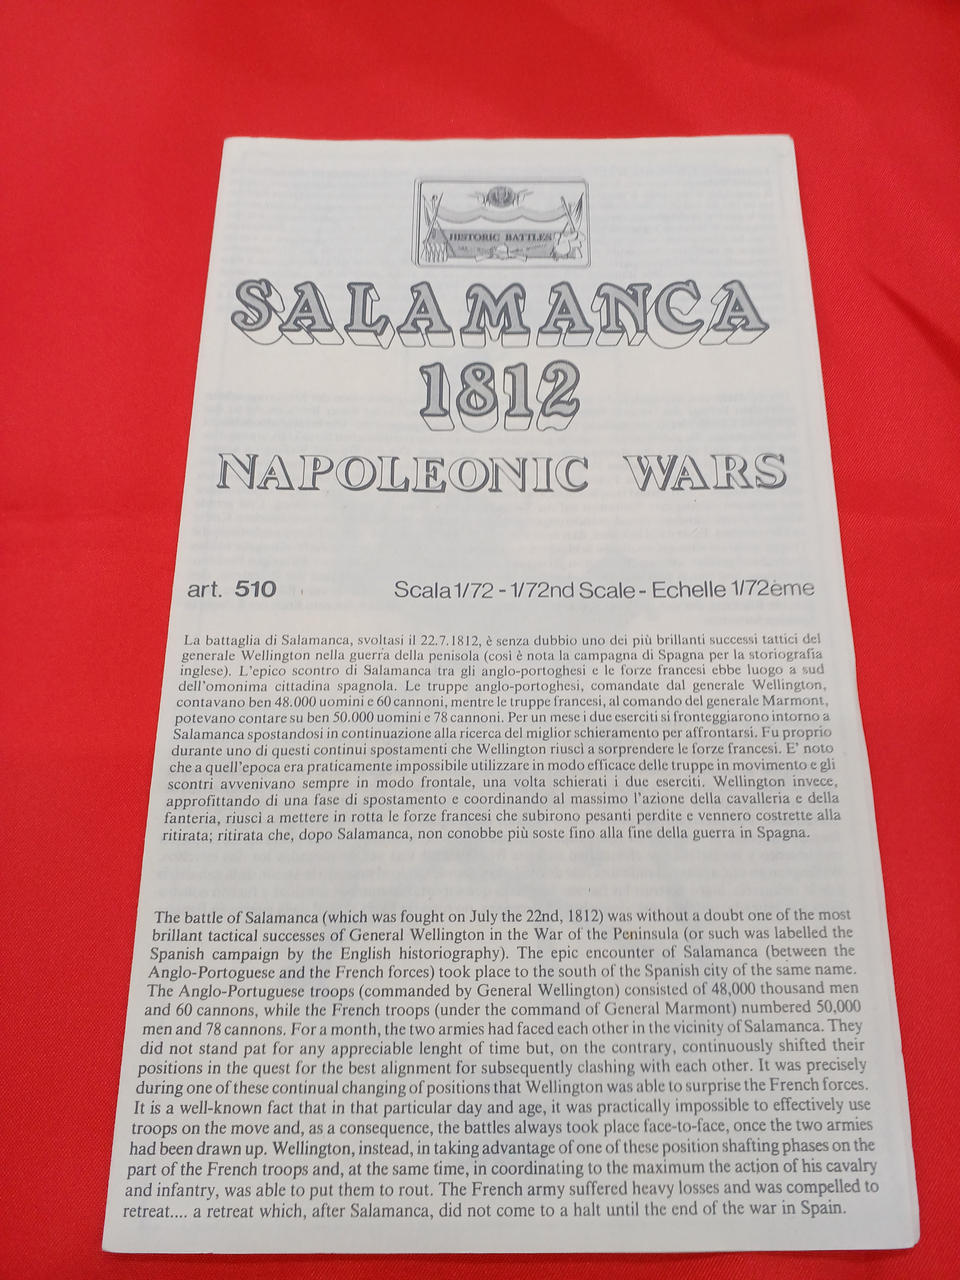 HISTORIC BATTLES
SALAMANCA
1812
NAPOLEONIC WARS
art. 510
Scala 1/72 - 1/72nd Scale - Echelle 1/72ème
La battaglia di Salamanca, svoltasi il 22.7.1812, è senza dubbio uno dei più brillanti successi tattici del
generale Wellington nella guerra della penisola (così è nota la campagna di Spagna per la storiografia
inglese). L'epico scontro di Salamanca tra gli anglo-portoghesi e le forze francesi ebbe luogo a sud
dell'omonima cittadina spagnola. Le truppe anglo-portoghesi, comandate dal generale Wellington,
contavano ben 48.000 uomini e 60 cannoni, mentre le truppe francesi, al comando del generale Marmont,
potevano contare su ben 50.000 uomini e 78 cannoni. Per un mese i due eserciti si fronteggiarono intorno a
Salamanca spostandosi in continuazione alla ricerca del miglior schieramento per affrontarsi. Fu proprio
durante uno di questi continui spostamenti che Wellington riuscì a sorprendere le forze francesi. E' noto
che a quell'epoca era praticamente impossibile utilizzare in modo efficace delle truppe in movimento e gli
scontri avvenivano sempre in modo frontale, una volta schierati i due eserciti. Wellington invece,
approfittando di una fase di spostamento e coordinando al massimo l'azione della cavalleria e della
fanteria, riuscì a mettere in rotta le forze francesi che subirono pesanti perdite e vennero costrette alla
ritirata; ritirata che, dopo Salamanca, non conobbe più soste fino alla fine della guerra in Spagna.
The battle of Salamanca (which was fought on July the 22nd, 1812) was without a doubt one of the most
brillant tactical successes of General Wellington in the War of the Peninsula (or such was labelled the
Spanish campaign by the English historiography). The epic encounter of Salamanca (between the
Anglo-Portoguese and the French forces) took place to the south of the Spanish city of the same name.
The Anglo-Portuguese troops (commanded by General Wellington) consisted of 48,000 thousand men
and 60 cannons, while the French troops (under the command of General Marmont) numbered 50,000
men and 78 cannons. For a month, the two armies had faced each other in the vicinity of Salamanca. They
did not stand pat for any appreciable lenght of time but, on the contrary, continuously shifted their
positions in the quest for the best alignment for subsequently clashing with each other. It was precisely
during one of these continual changing of positions that Wellington was able to surprise the French forces.
It is a well-known fact that in that particular day and age, it was practically impossible to effectively use
troops on the move and, as a consequence, the battles always took place face-to-face, once the two armies
had been drawn up. Wellington, instead, in taking advantage of one of these position shafting phases on the
part of the French troops and, at the same time, in coordinating to the maximum the action of his cavalry
and infantry, was able to put them to rout. The French army suffered heavy losses and was compelled to
retreat.... a retreat which, after Salamanca, did not come to a halt until the end of the war in Spain.